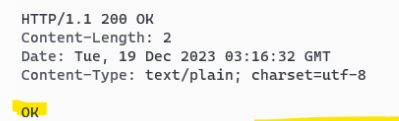 HTTP/1.1 200 OK
Content-Length: 2
Date: Tue, 19 Dec 2023 03:16:32 GMT
Content-Type: text/plain; charset=utf-8

OK